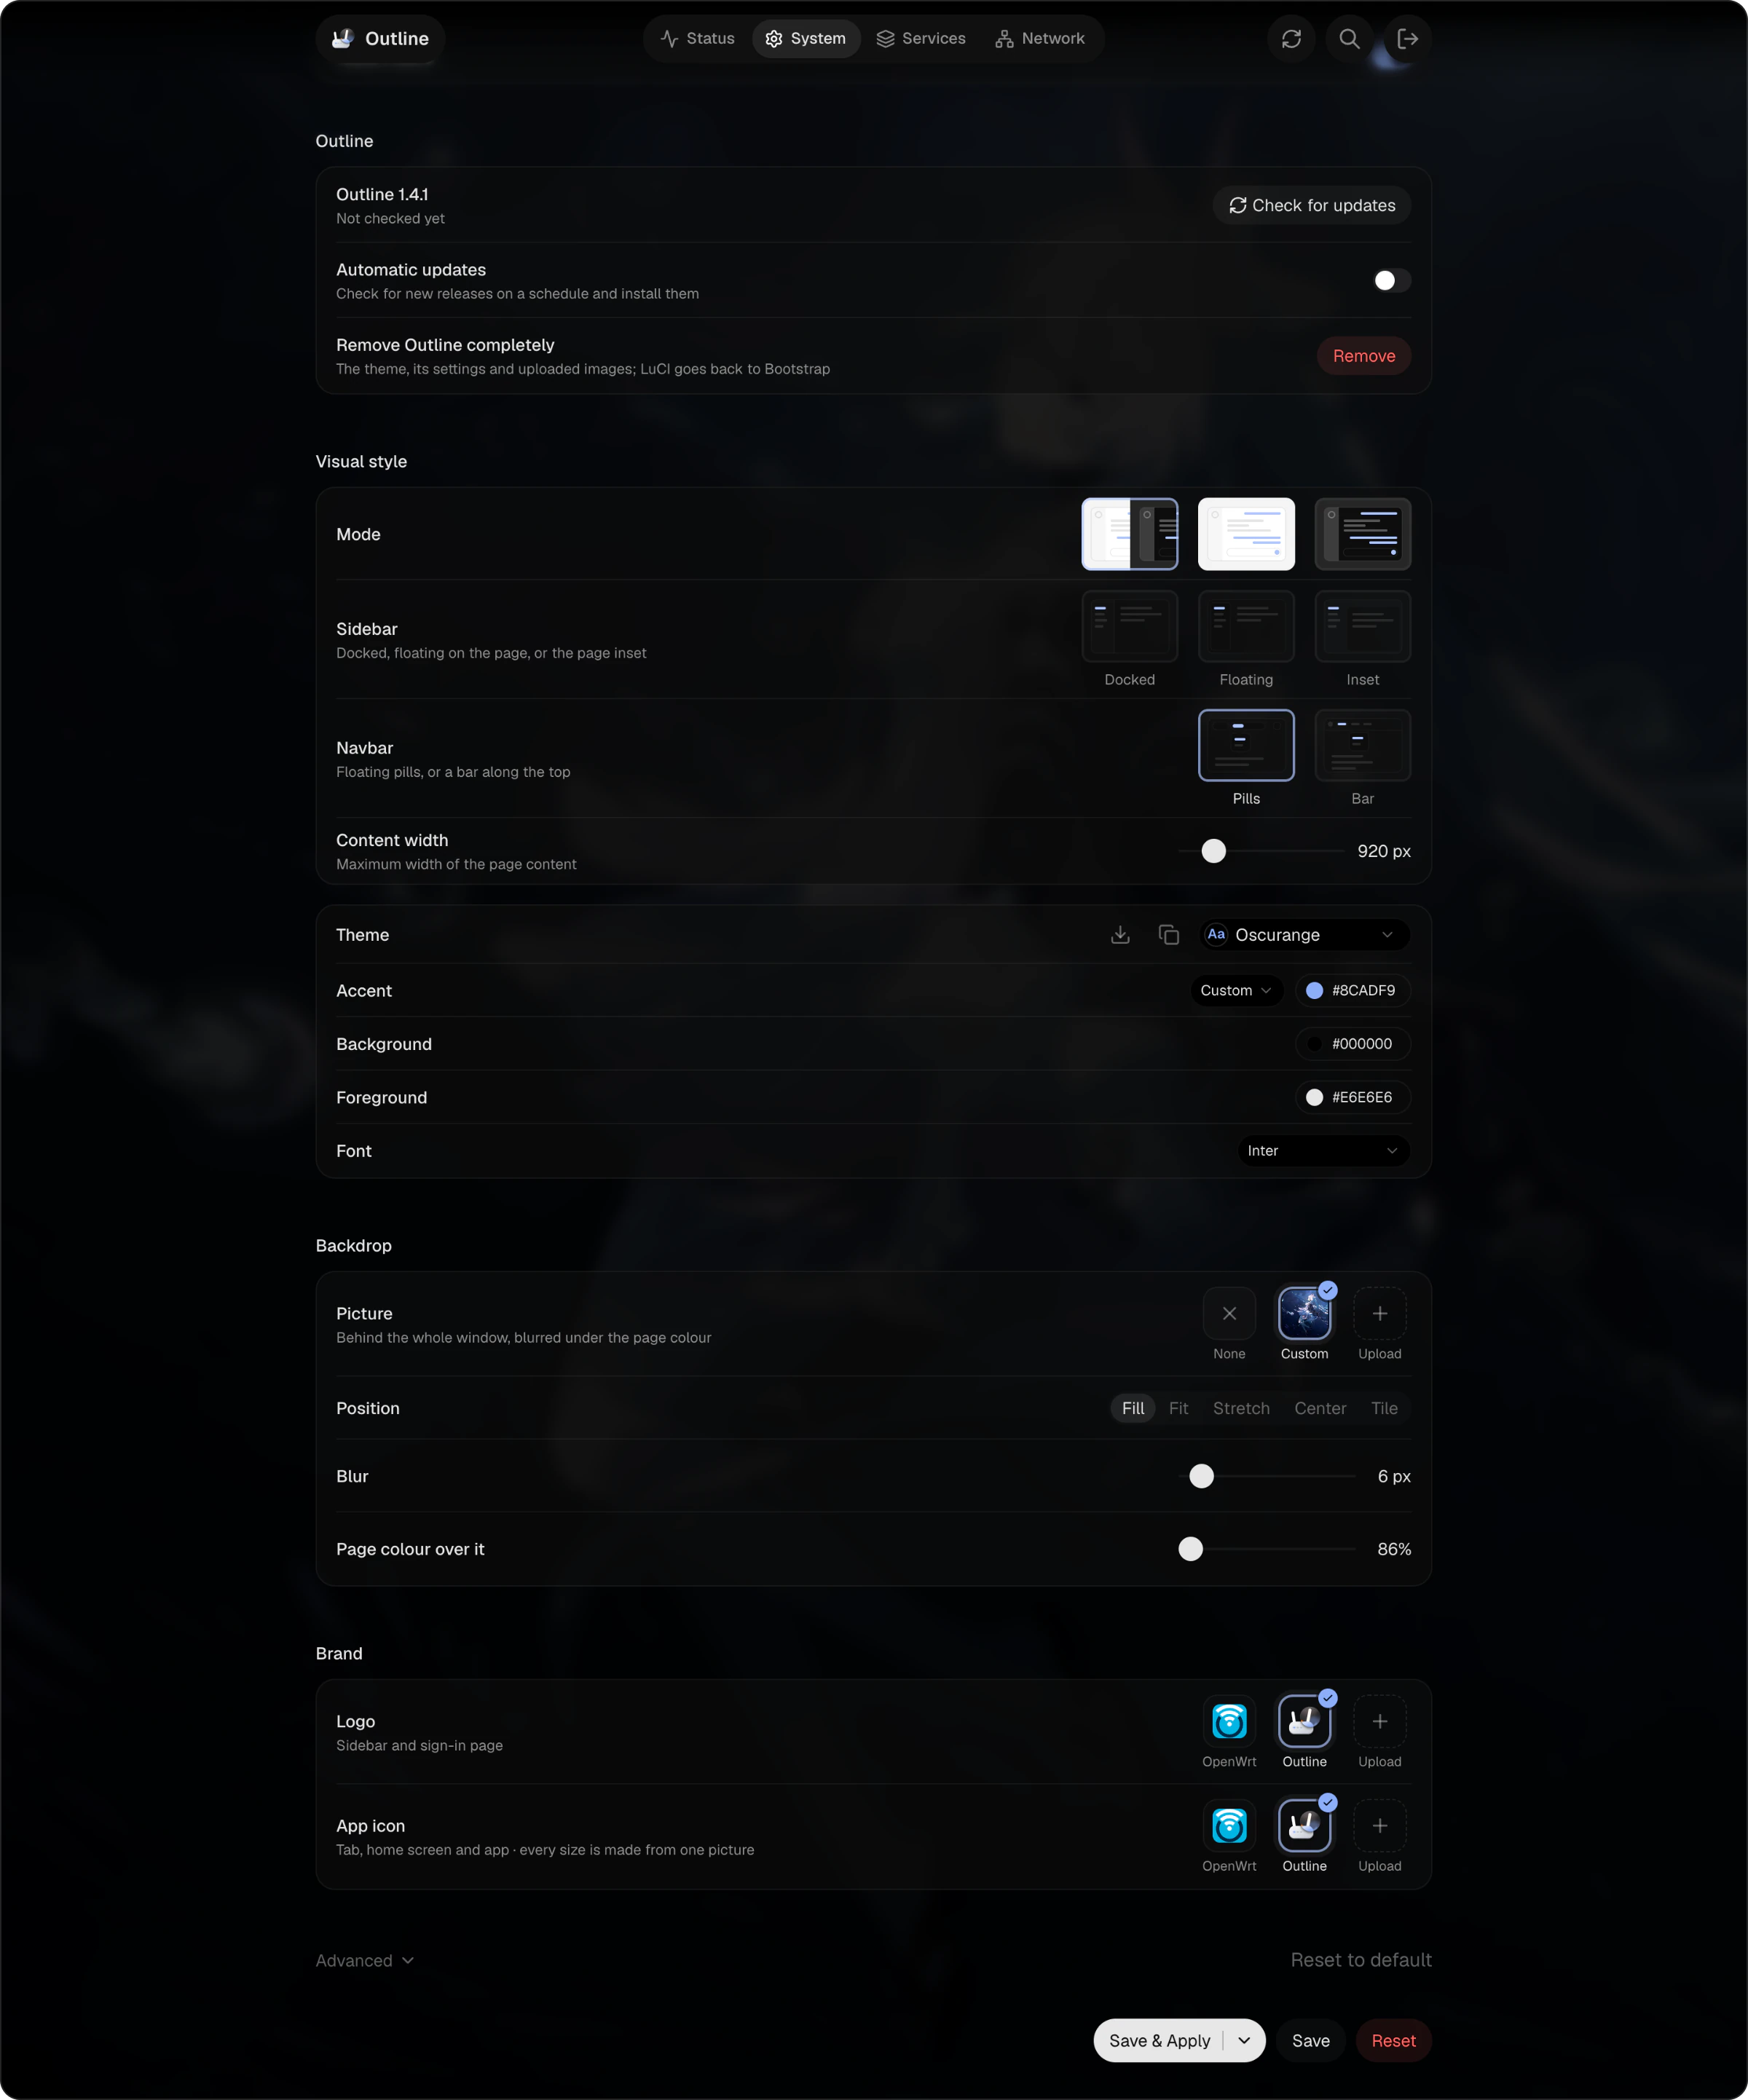 Outline
Status
System
Services
Network
Outline
Outline 1.4.1
Not checked yet
Check for updates
Automatic updates
Check for new releases on a schedule and install them
Remove Outline completely
The theme, its settings and uploaded images; LuCI goes back to Bootstrap
Remove
Visual style
Mode
Sidebar
Docked, floating on the page, or the page inset
Docked
Floating
Inset
Navbar
Floating pills, or a bar along the top
Pills
Bar
Content width
Maximum width of the page content
920 px
Theme
Aa
Oscurange
Accent
Custom
#8CADF9
Background
#000000
Foreground
#E6E6E6
Font
Inter
Backdrop
Picture
Behind the whole window, blurred under the page colour
None
Custom
Upload
Position
Fill
Fit
Stretch
Center
Tile
Blur
6 px
Page colour over it
86%
Brand
Logo
Sidebar and sign-in page
OpenWrt
Outline
Upload
App icon
Tab, home screen and app · every size is made from one picture
OpenWrt
Outline
Upload
Advanced
Reset to default
Save & Apply
Save
Reset